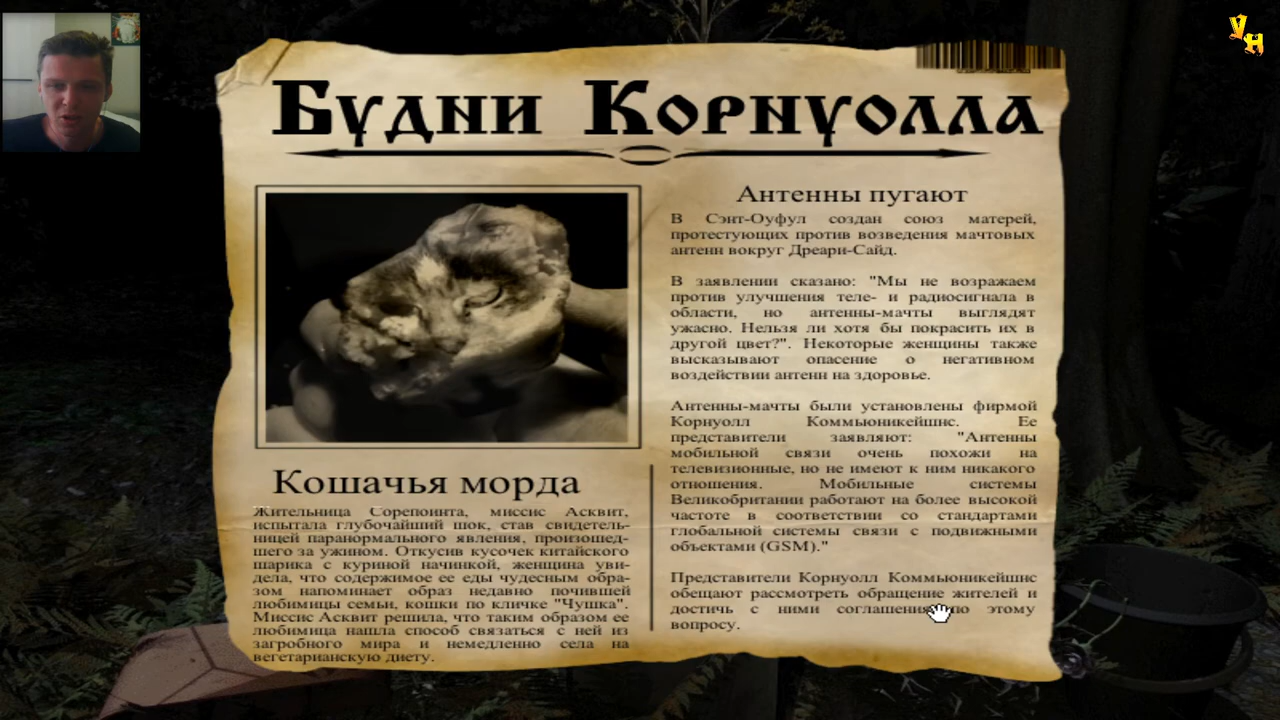 УН
Будни Корнуолла
Кошачья морда
Жительница Сорепоинта, миссис Асквит,
испытала глубочайший шок, став свидетель-
ницей паранормального явления, произошед-
шего за ужином. Откусив кусочек китайского
шарика с куриной начинкой, женщина уви-
дела, что содержимое ее еды чудесным обра-
зом напоминает образ недавно почившей
любимицы семьи, кошки по кличке "Чушка".
Миссис Асквит решила, что таким образом ее
любимица нашла способ связаться с ней из
загробного мира и немедленно села на
вегетарианскую диету.
Антенны пугают
В Сэнт-Оуфул создан союз матерей,
протестующих против возведения мачтовых
антенн вокруг Дреари-Сайд.
В заявлении сказано: "Мы не возражаем
против улучшения теле- и радиосигнала в
области, но антенны-мачты выглядят
ужасно. Нельзя ли хотя бы покрасить их в
другой цвет?". Некоторые женщины также
высказывают опасение о негативном
воздействии антенн на здоровье.
Антенны-мачты были установлены фирмой
Корнуолл Коммьюникейшнс. Ее
представители заявляют: "Антенны
мобильной связи очень похожи на
телевизионные, но не имеют к ним никакого
отношения. Мобильные системы
Великобритании работают на более высокой
частоте в соответствии со стандартами
глобальной системы связи с подвижными
объектами (GSM)."
Представители Корнуолл Коммьюникейшнс
обещают рассмотреть обращение жителей и
достичь с ними соглашения по этому
вопросу.